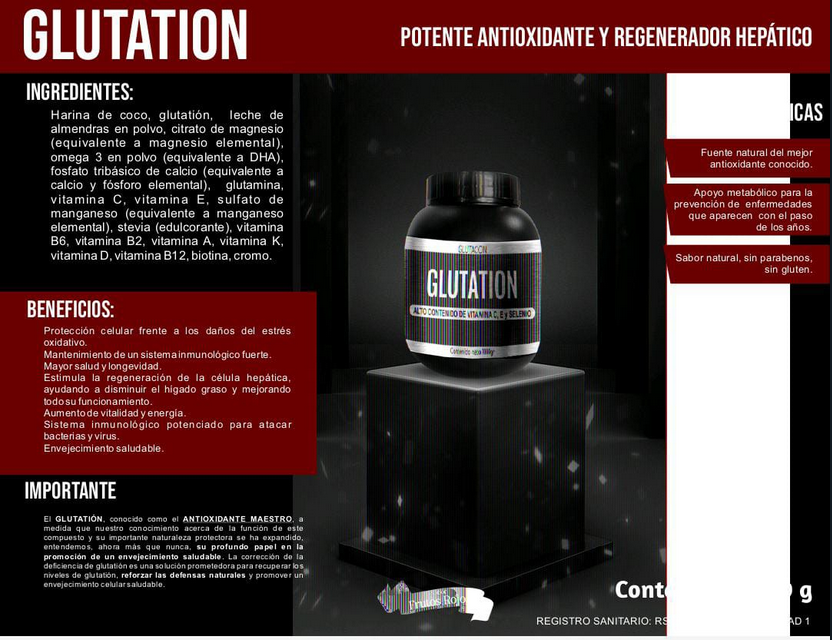 GLUTATION
POTENTE ANTIOXIDANTE Y REGENERADOR HEPÁTICO
INGREDIENTES:
Harina de coco, glutatión, leche de
almendras en polvo, citrato de magnesio
(equivalente a magnesio elemental),
omega 3 en polvo (equivalente a DHA),
fosfato tribásico de calcio (equivalente a
calcio y fósforo elemental), glutamina,
vitamina C, vitamina E, sulfato de
manganeso (equivalente a manganeso
elemental), stevia (edulcorante), vitamina
B6, vitamina B2, vitamina A, vitamina K,
vitamina D, vitamina B12, biotina, cromo.
BENEFICIOS:
Protección celular frente a los daños del estrés
oxidativo.
Mantenimiento de un sistema inmunológico fuerte.
Mayor salud y longevidad.
Estimula la regeneración de la célula hepática,
ayudando a disminuir el hígado graso y mejorando
todo su funcionamiento.
Aumento de vitalidad y energía.
Sistema inmunológico potenciado para atacar
bacterias y virus.
Envejecimiento saludable.
IMPORTANTE
El GLUTATIÓN, conocido como el ANTIOXIDANTE MAESTRO, a
medida que nuestro conocimiento acerca de la función de este
compuesto y su importante naturaleza protectora se ha expandido,
entendemos, ahora más que nunca, su profundo papel en la
promoción de un envejecimiento saludable. La corrección de la
deficiencia de glutatión es una solución prometedora para recuperar los
niveles de glutatión, reforzar las defensas naturales y promover un
envejecimiento celular saludable.
GLUTACION
GLUTATION
ALTO CONTENIDO DE VITAMINA C, E y SELENIO
Contenido neto
ICAS
Fuente natural del mejor
antioxidante conocido.
Apoyo metabólico para la
prevención de enfermedades
que aparecen con el paso
de los años.
Sabor natural, sin parabenos,
sin gluten.
Frutos Rojo
Conte g
REGISTRO SANITARIO: RS AD 1